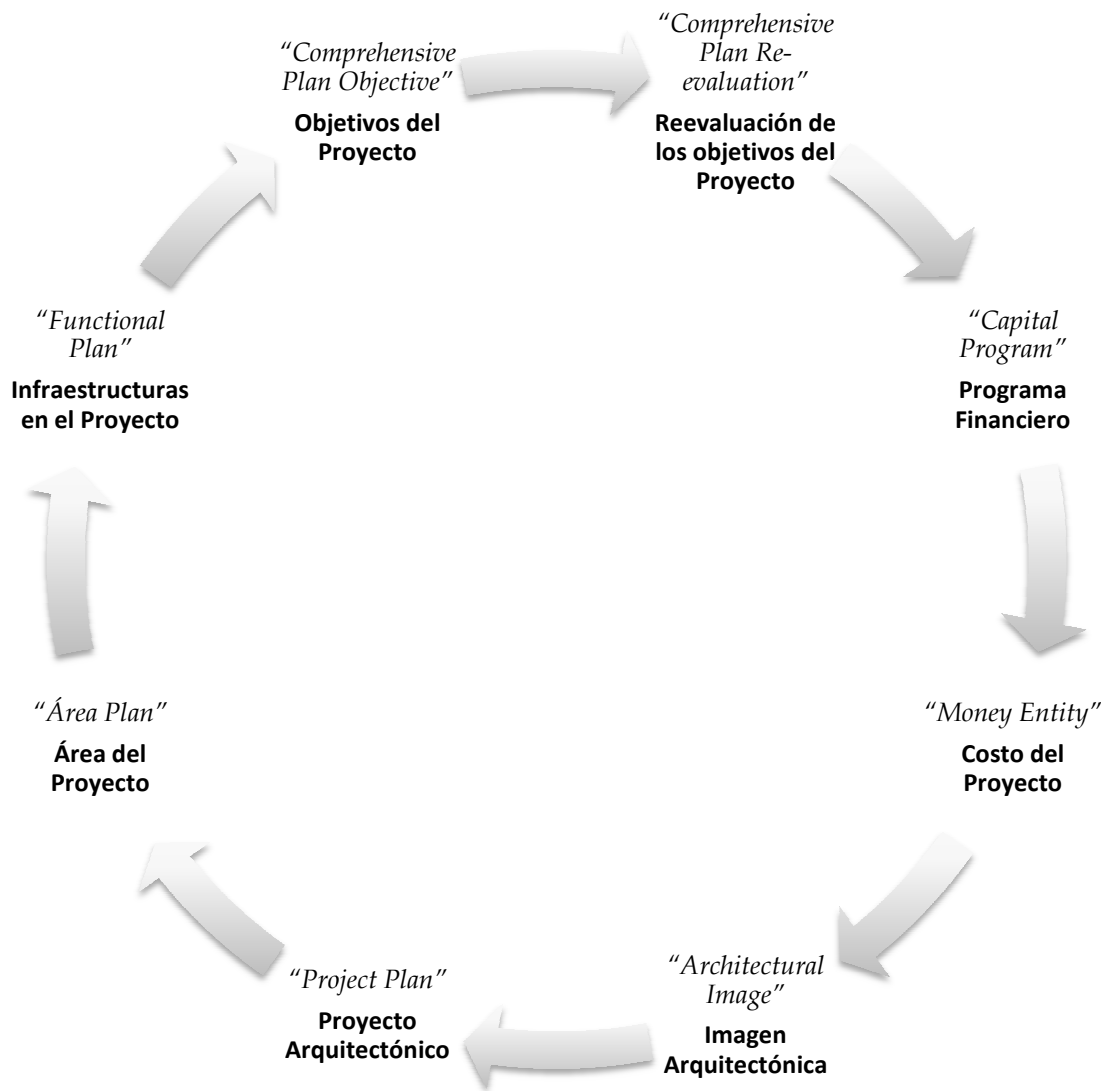 “Comprehensive
Plan Objective”
Objetivos del
Proyecto
“Comprehensive
Plan Re-
evaluation”
Reevaluación de
los objetivos del
Proyecto
“Capital
Program”
Programa
Financiero
“Money Entity”
Costo del
Proyecto
“Architectural
Image”
Imagen
Arquitectónica
“Project Plan”
Proyecto
Arquitectónico
“Área Plan”
Área del
Proyecto
“Functional
Plan”
Infraestructuras
en el Proyecto